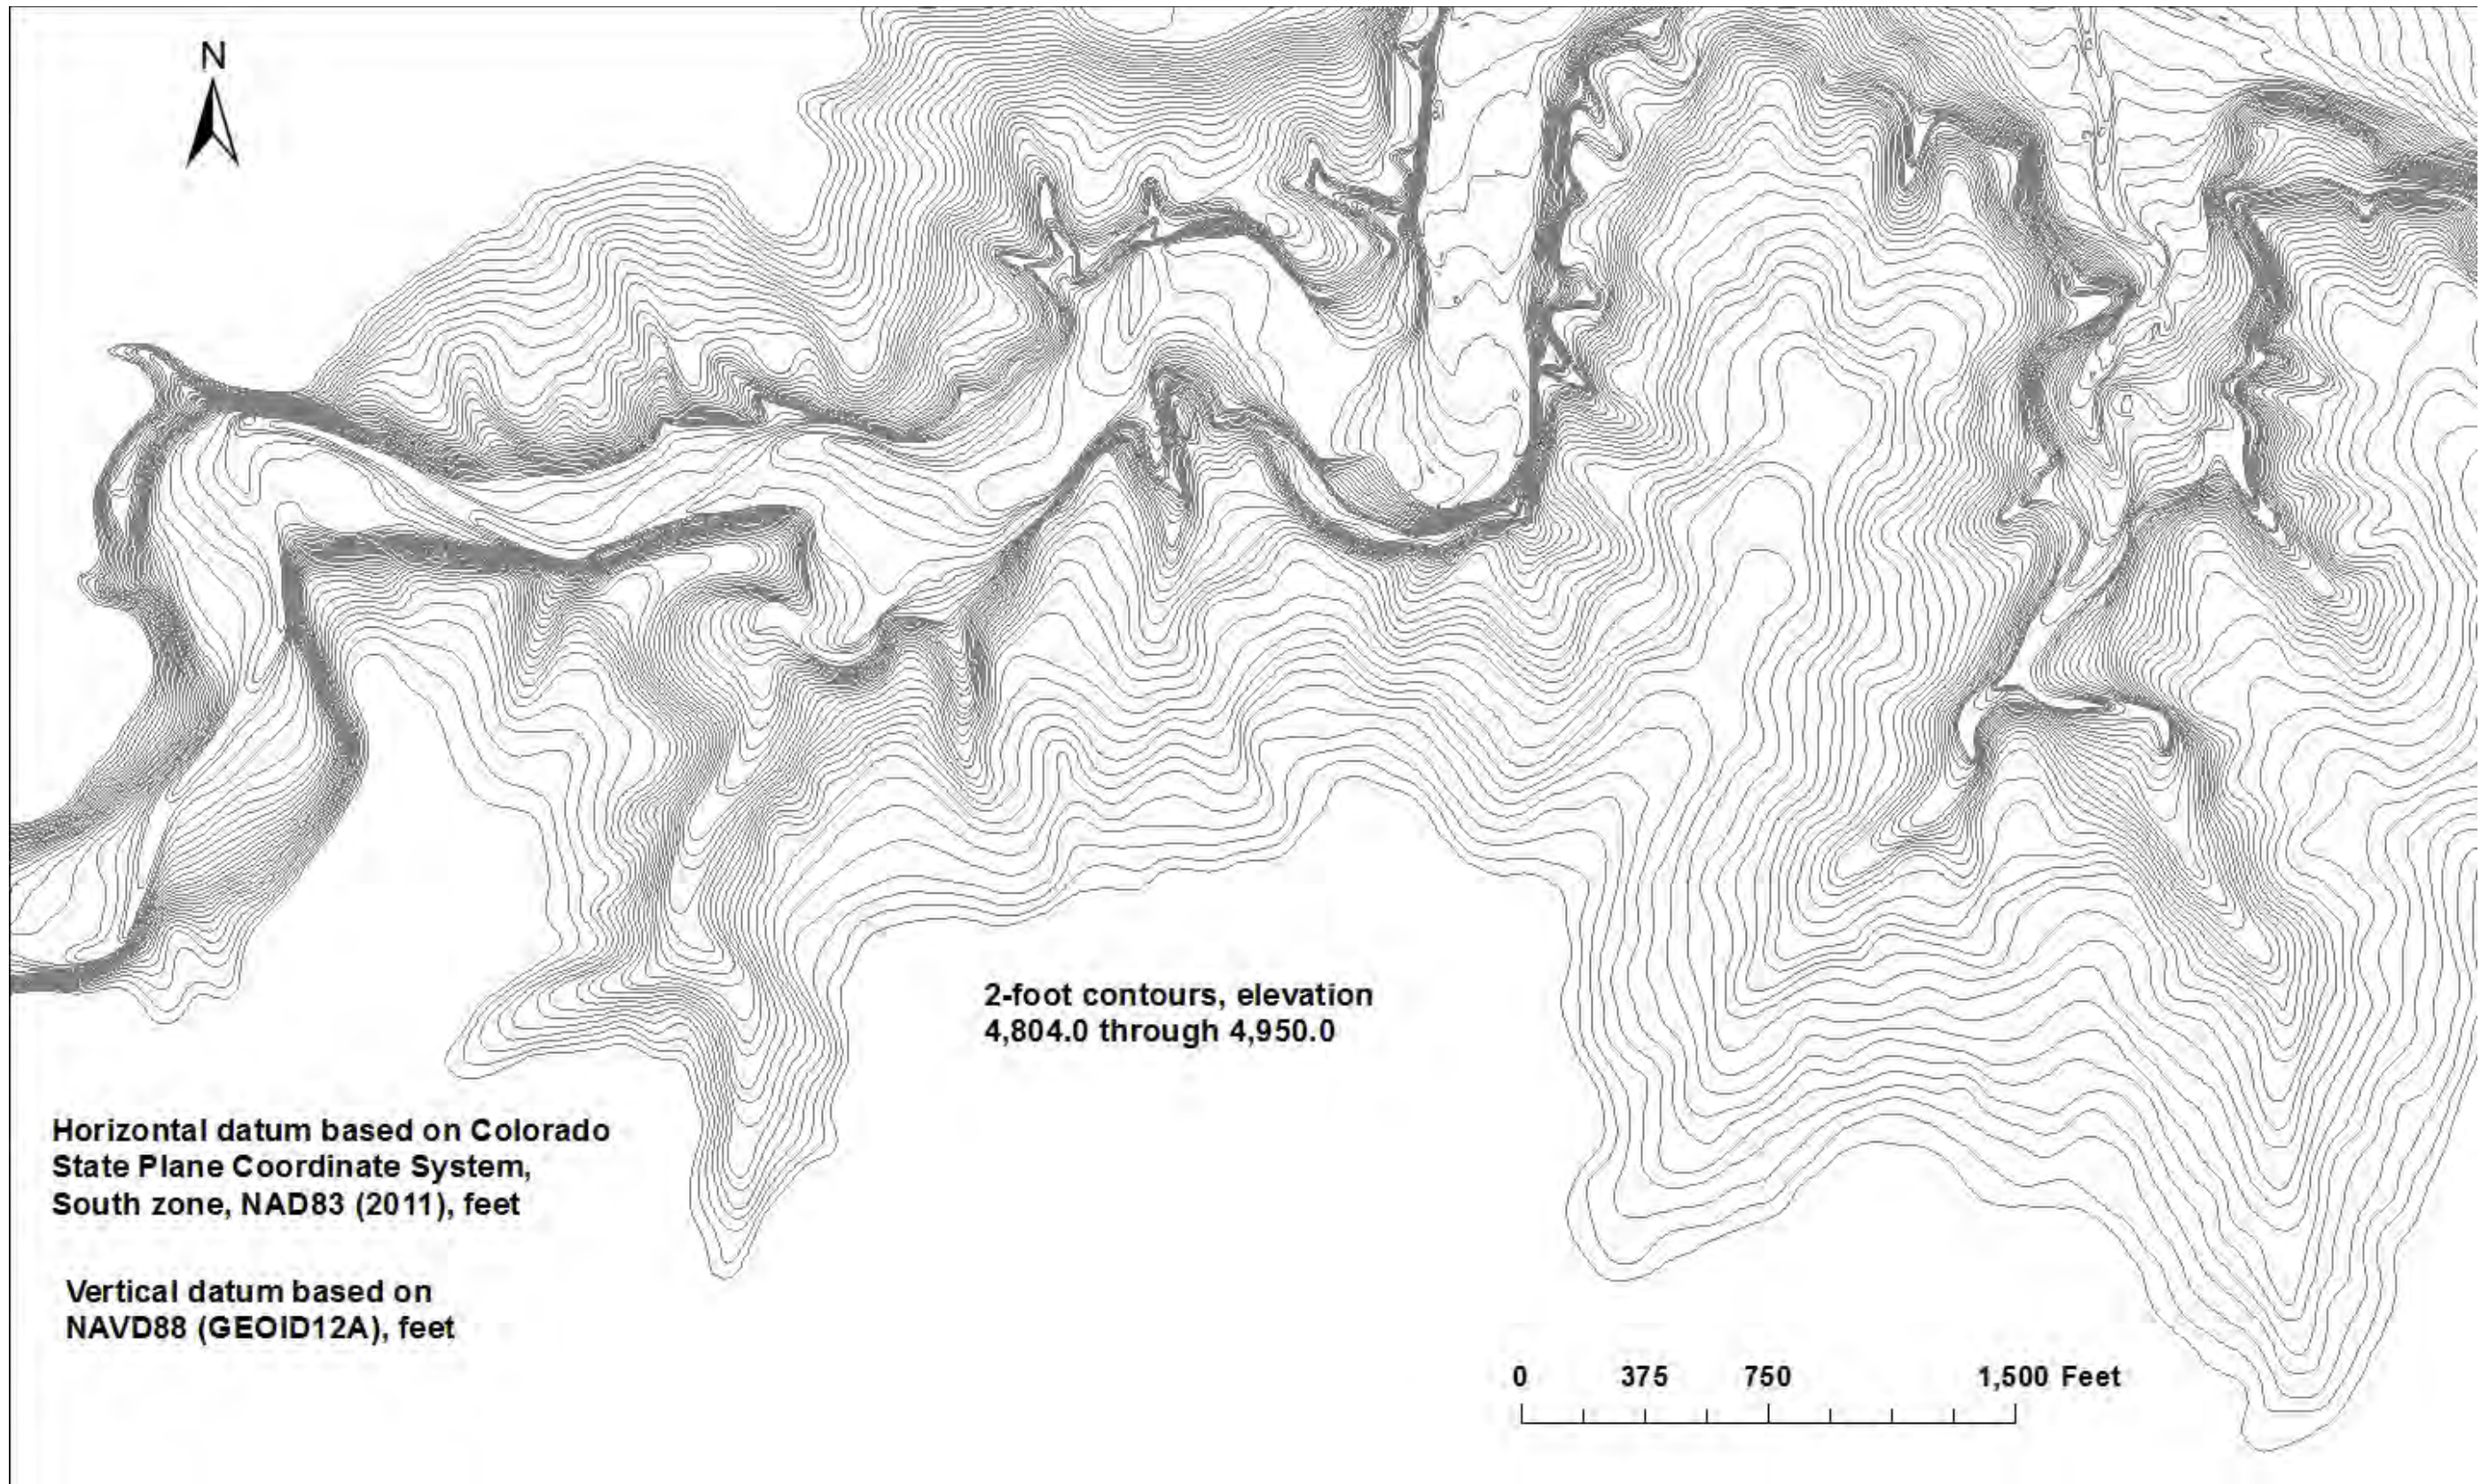 N
2-foot contours, elevation
4,804.0 through 4,950.0
Horizontal datum based on Colorado
State Plane Coordinate System,
South zone, NAD83 (2011), feet
Vertical datum based on
NAVD88 (GEOID12A), feet
0 375 750 1,500 Feet